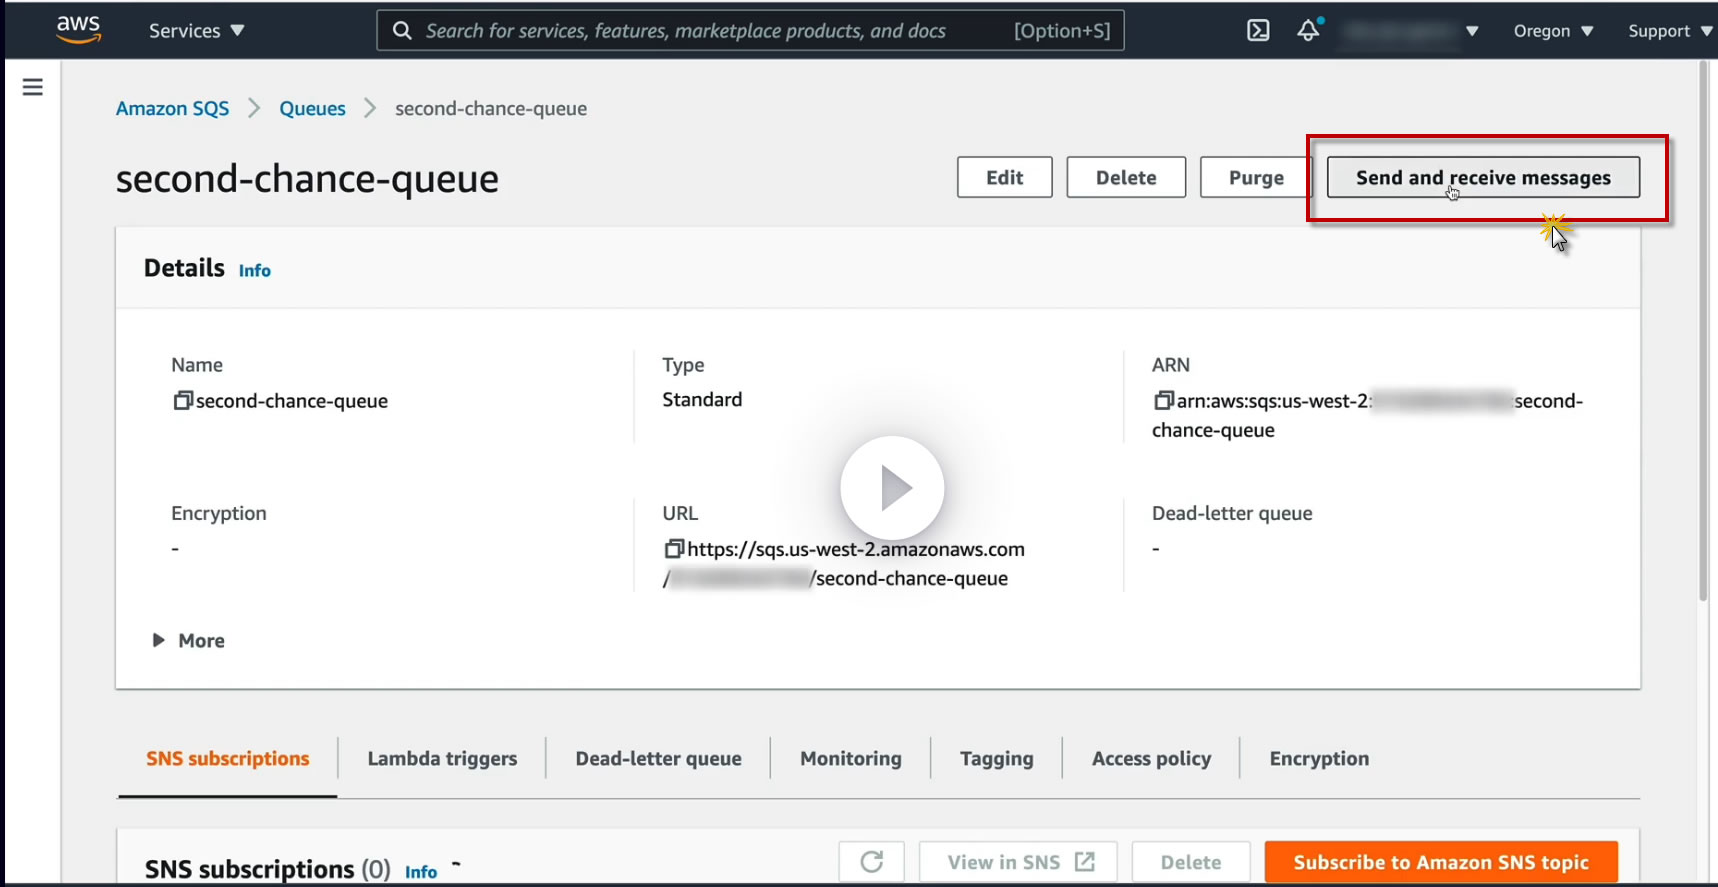 aws Services Search for services, features, marketplace products, and docs [Option+S] Oregon Support
Amazon SQS Queues second-chance-queue
second-chance-queue Edit Delete Purge Send and receive messages
Details Info
Name Type ARN
second-chance-queue Standard arn:aws:sqs:us-west-2: second-
chance-queue
Encryption URL Dead-letter queue
- https://sqs.us-west-2.amazonaws.com -
/ /second-chance-queue
More
SNS subscriptions Lambda triggers Dead-letter queue Monitoring Tagging Access policy Encryption
SNS subscriptions (0) Info View in SNS Delete Subscribe to Amazon SNS topic